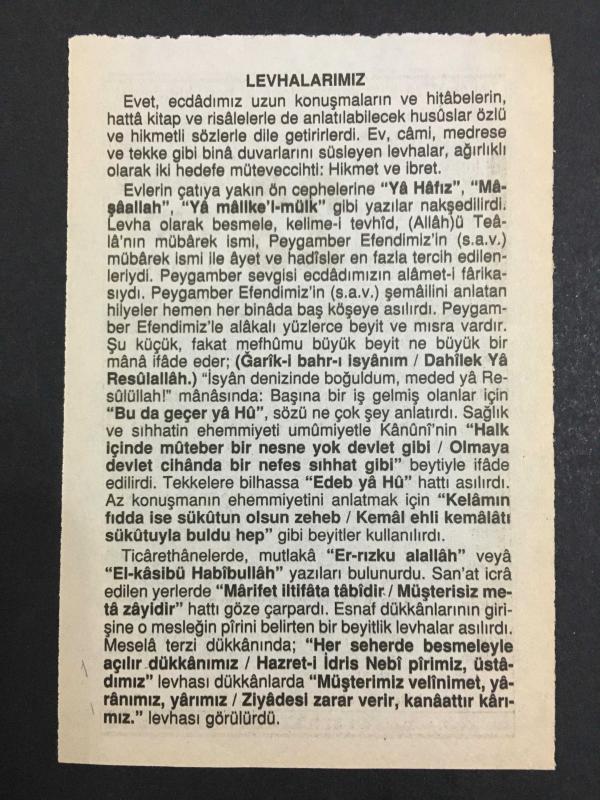 LEVHALARIMIZ
Evet, ecdâdımız uzun konuşmaların ve hitâbelerin,
hattâ kitap ve risâlelerle de anlatılabilecek husûslar özlü
ve hikmetli sözlerle dile getirirlerdi. Ev, câmi, medrese
ve tekke gibi binâ duvarlarını süsleyen levhalar, ağırlıklı
olarak iki hedefe müteveccihti: Hikmet ve ibret.
Evlerin çatıya yakın ön cephelerine “Yâ Hâfız”, “Mâ-
şâallah”, “Yâ mâlike'l-mülk” gibi yazılar nakşedilirdi.
Levha olarak besmele, kelime-i tevhîd, (Allâh)ü Teâ-
lâ'nın mübârek ismi, Peygamber Efendimiz'in (s.a.v.)
mübârek ismi ile âyet ve hadîsler en fazla tercih edilen-
leriydi. Peygamber sevgisi ecdâdımızın alâmet-i fârika-
sıydı. Peygamber Efendimiz'in (s.a.v.) şemâilini anlatan
hilyeler hemen her binâda baş köşeye asılırdı. Peygam-
ber Efendimiz'le alâkalı yüzlerce beyit ve mısra vardır.
Şu küçük, fakat mefhûmu büyük beyit ne büyük bir
mânâ ifâde eder; (Ğarîk-i bahr-ı isyânım / Dahîlek Yâ
Resûlallâh.) “İsyân denizinde boğuldum, meded yâ Re-
sûlüllah!” mânâsında: Başına bir iş gelmiş olanlar için
“Bu da geçer yâ Hû”, sözü ne çok şey anlatırdı. Sağlık
ve sıhhatin ehemmiyeti umûmiyetle Kânûnî'nin “Halk
içinde mûteber bir nesne yok devlet gibi / Olmaya
devlet cihânda bir nefes sıhhat gibi” beytiyle ifâde
edilirdi. Tekkelere bilhassa “Edeb yâ Hû” hattı asılırdı.
Az konuşmanın ehemmiyetini anlatmak için “Kelâmın
fıdda ise sükûtun olsun zeheb / Kemâl ehli kemâlâtı
sükûtuyla buldu hep” gibi beyitler kullanılırdı.
Ticârethânelerde, mutlakâ “Er-rızku alallâh” veyâ
“El-kâsibü Habîbullâh” yazıları bulunurdu. San'at icrâ
edilen yerlerde “Mârifet iltifâta tâbîdir / Müşterisiz me-
tâ zâyidir” hattı göze çarpardı. Esnaf dükkânlarının giri-
şine o mesleğin pîrini belirten bir beyitlik levhalar asılırdı.
Meselâ terzi dükkânında; “Her seherde besmeleyle
açılır dükkânımız / Hazret-i İdris Nebî pîrimiz, üstâ-
dımız” levhası dükkanlarda “Müşterimiz velînimet, yâ-
rânımız, yârımız / Ziyâdesi zarar verir, kanâattır kârı-
mız.” levhası görülürdü.